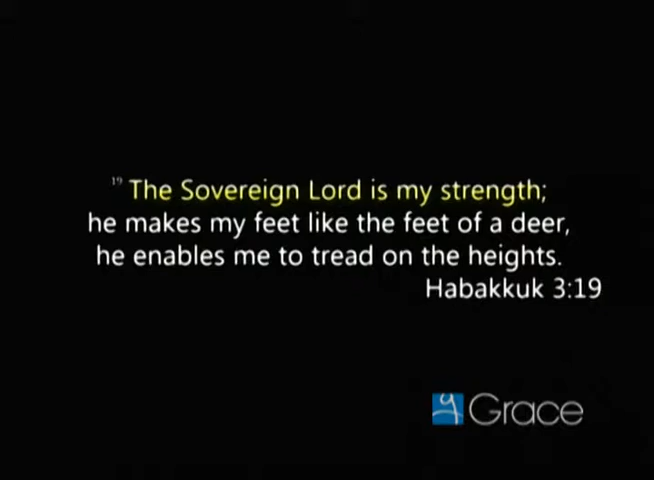 19 The Sovereign Lord is my strength;
he makes my feet like the feet of a deer,
he enables me to tread on the heights.
Habakkuk 3:19
Grace